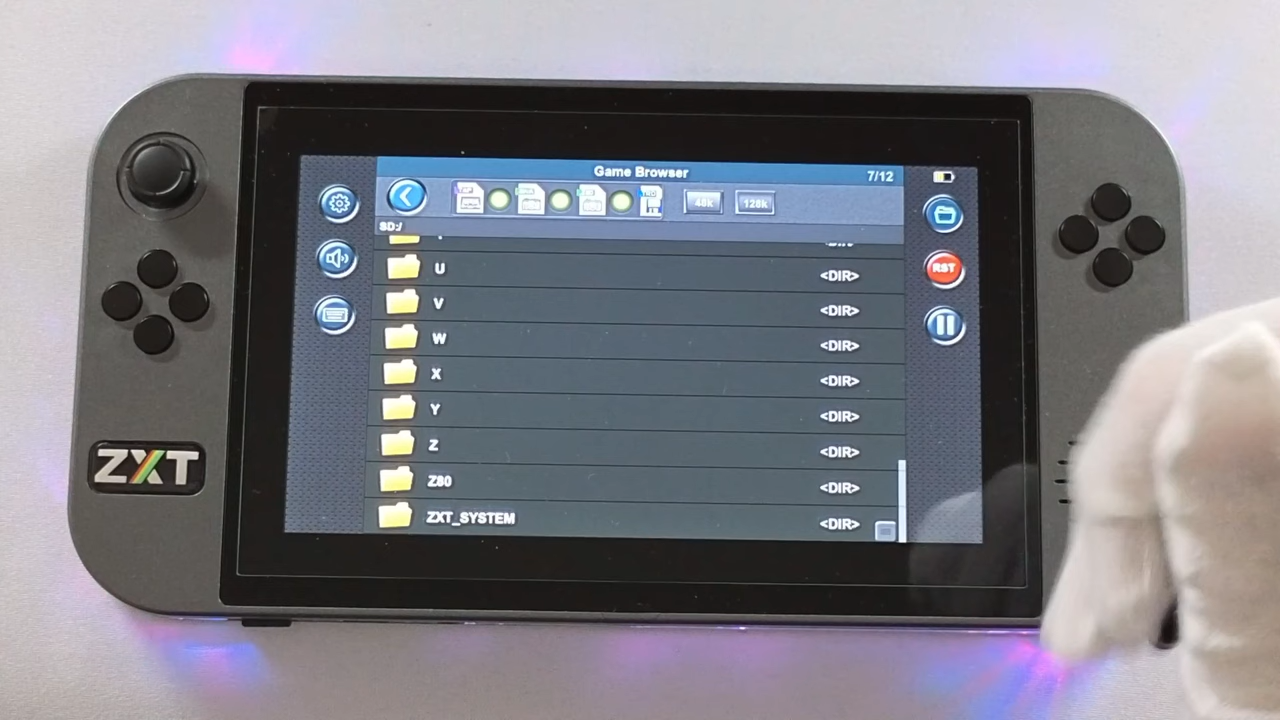 Game Browser 7/12
48k 128k
SD:/
U <DIR>
V <DIR>
W <DIR>
X <DIR>
Y <DIR>
Z <DIR>
Z80 <DIR>
ZXT_SYSTEM <DIR>
RST
ZXT